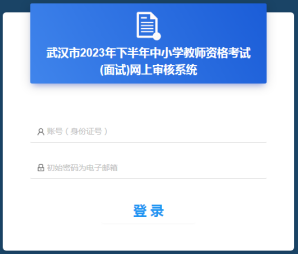 武汉市2023年下半年中小学教师资格考试
(面试)网上审核系统
账号（身份证号）
初始密码为电子邮箱
登录